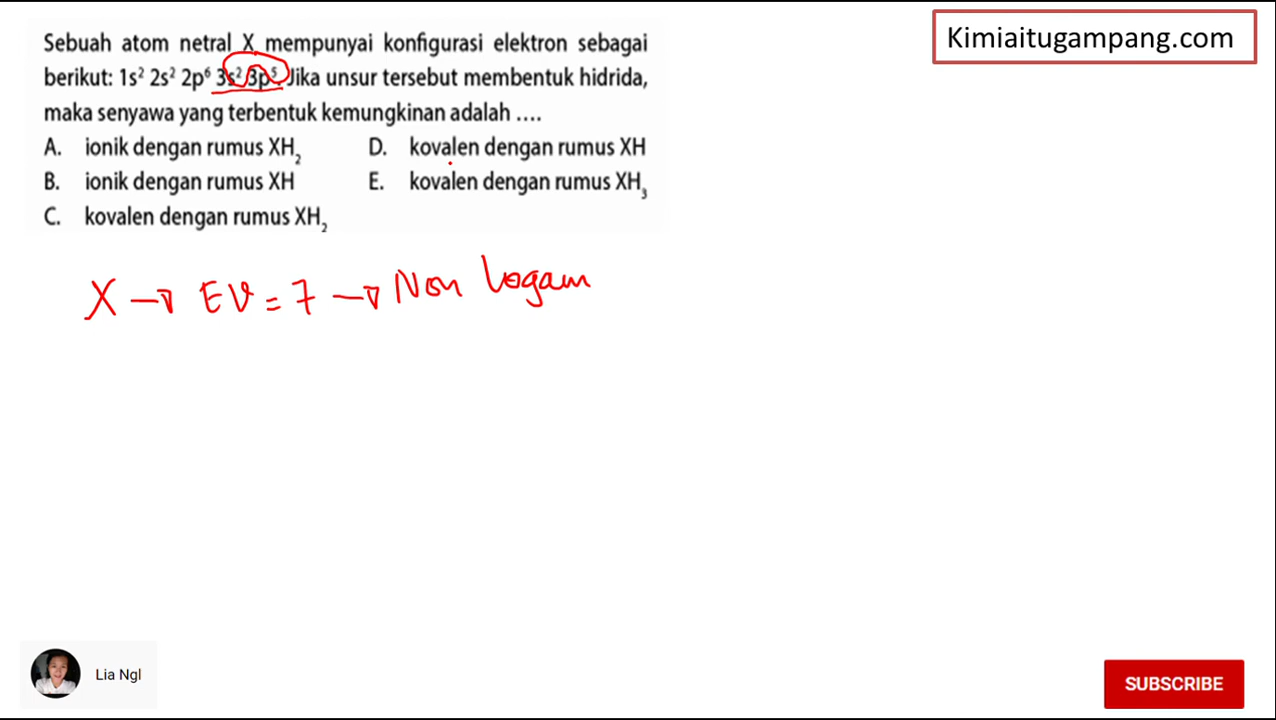 Kimiaitugampang.com
Sebuah atom netral X mempunyai konfigurasi elektron sebagai
berikut: 1s² 2s² 2p⁶ 3s² 3p⁵. Jika unsur tersebut membentuk hidrida,
maka senyawa yang terbentuk kemungkinan adalah ....
A. ionik dengan rumus XH₂
B. ionik dengan rumus XH
C. kovalen dengan rumus XH₂
D. kovalen dengan rumus XH
E. kovalen dengan rumus XH₃
X → EV = 7 → Non Logam
Lia Ngl
SUBSCRIBE